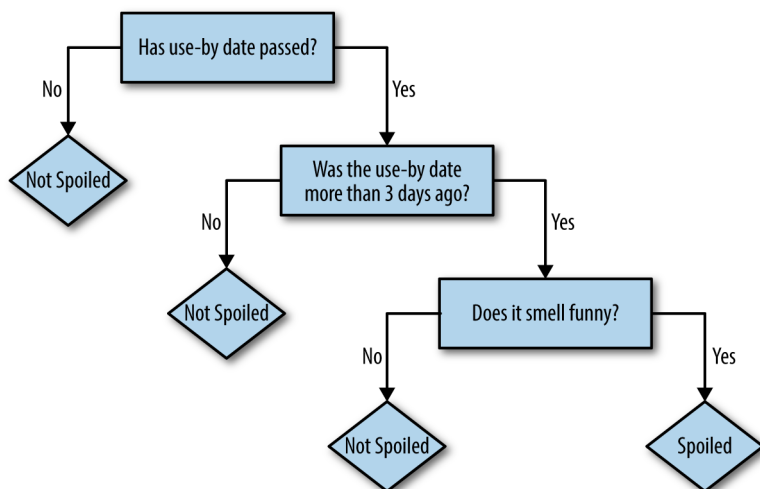 Has use-by date passed?
No
Yes
Not Spoiled
Was the use-by date
more than 3 days ago?
No
Yes
Not Spoiled
Does it smell funny?
No
Yes
Not Spoiled
Spoiled